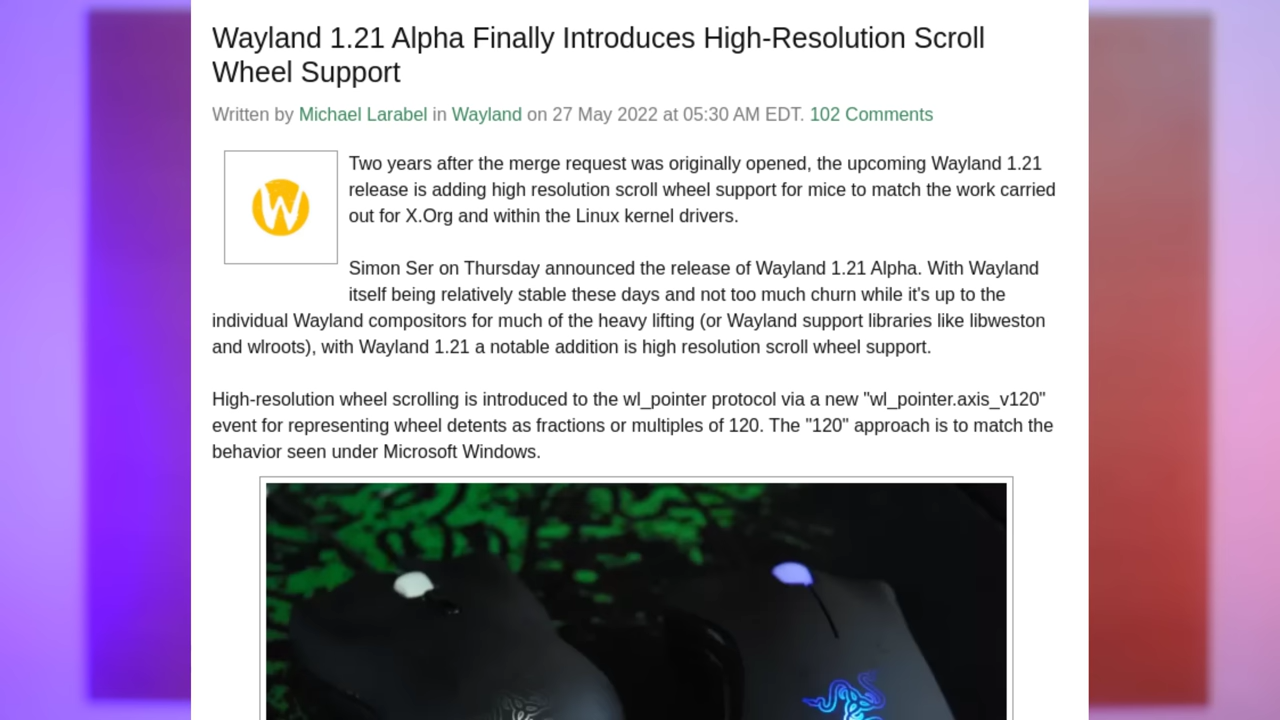 Wayland 1.21 Alpha Finally Introduces High-Resolution Scroll
Wheel Support
Written by Michael Larabel in Wayland on 27 May 2022 at 05:30 AM EDT. 102 Comments
W
Two years after the merge request was originally opened, the upcoming Wayland 1.21
release is adding high resolution scroll wheel support for mice to match the work carried
out for X.Org and within the Linux kernel drivers.
Simon Ser on Thursday announced the release of Wayland 1.21 Alpha. With Wayland
itself being relatively stable these days and not too much churn while it's up to the
individual Wayland compositors for much of the heavy lifting (or Wayland support libraries like libweston
and wlroots), with Wayland 1.21 a notable addition is high resolution scroll wheel support.
High-resolution wheel scrolling is introduced to the wl_pointer protocol via a new "wl_pointer.axis_v120"
event for representing wheel detents as fractions or multiples of 120. The "120" approach is to match the
behavior seen under Microsoft Windows.